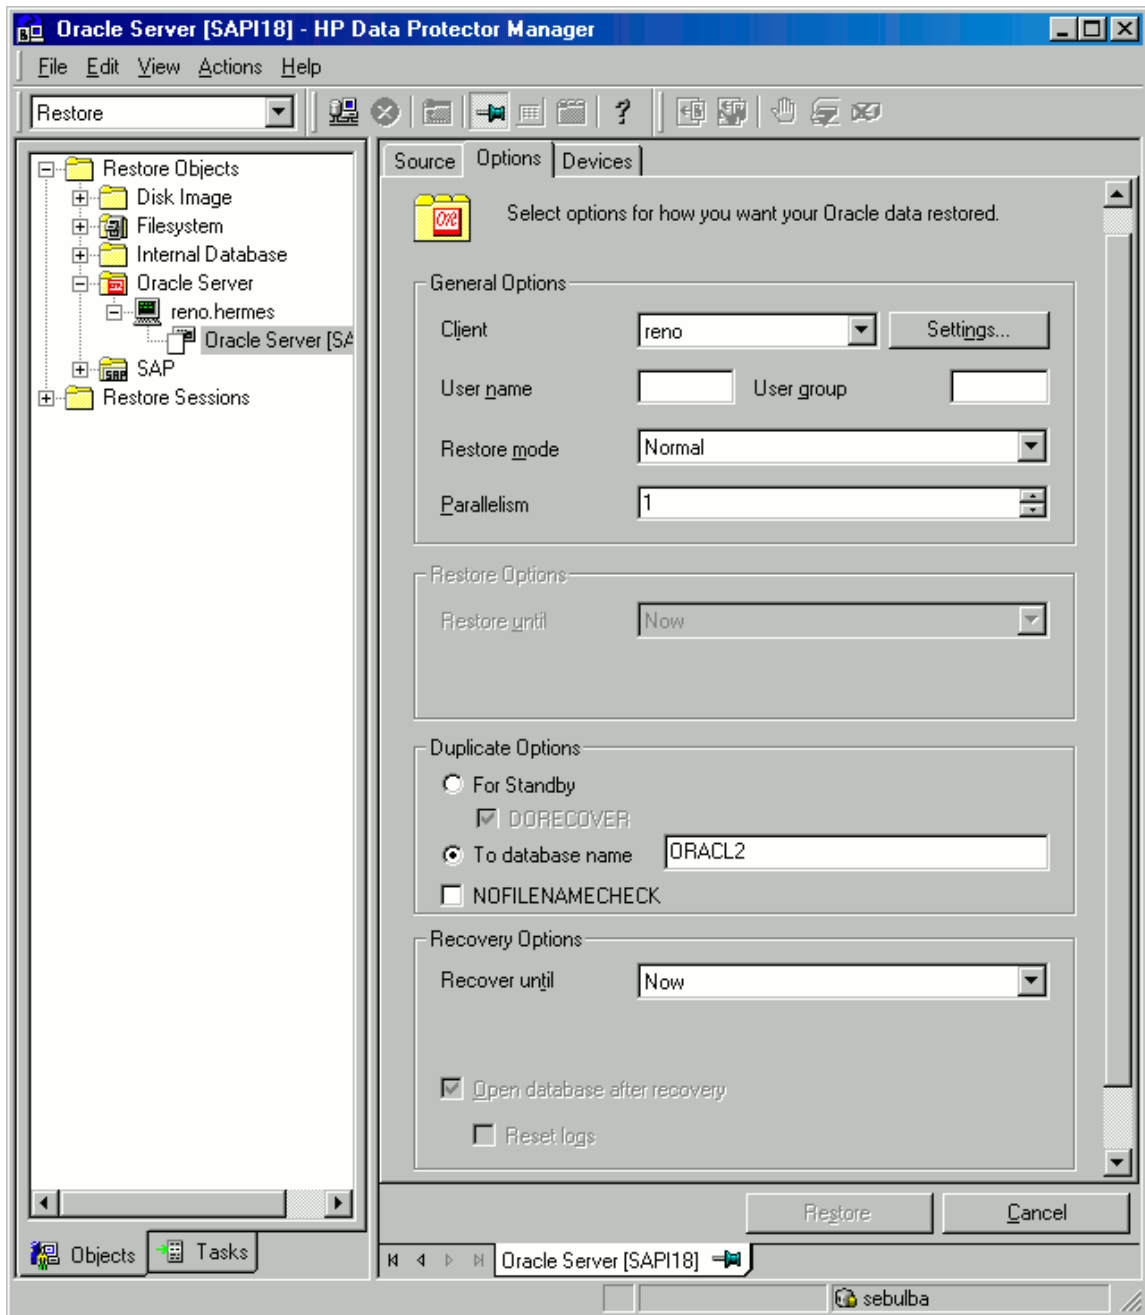 Oracle Server [SAPI18] - HP Data Protector Manager
File Edit View Actions Help
Restore
Restore Objects
Disk Image
Filesystem
Internal Database
Oracle Server
reno.hermes
Oracle Server [SA
SAP
Restore Sessions
Objects Tasks
Source Options Devices
Select options for how you want your Oracle data restored.
General Options
Client reno Settings...
User name User group
Restore mode Normal
Parallelism 1
Restore Options
Restore until Now
Duplicate Options
For Standby
DORECOVER
To database name ORACL2
NOFILENAMECHECK
Recovery Options
Recover until Now
Open database after recovery
Reset logs
Restore Cancel
Oracle Server [SAPI18]
sebulba